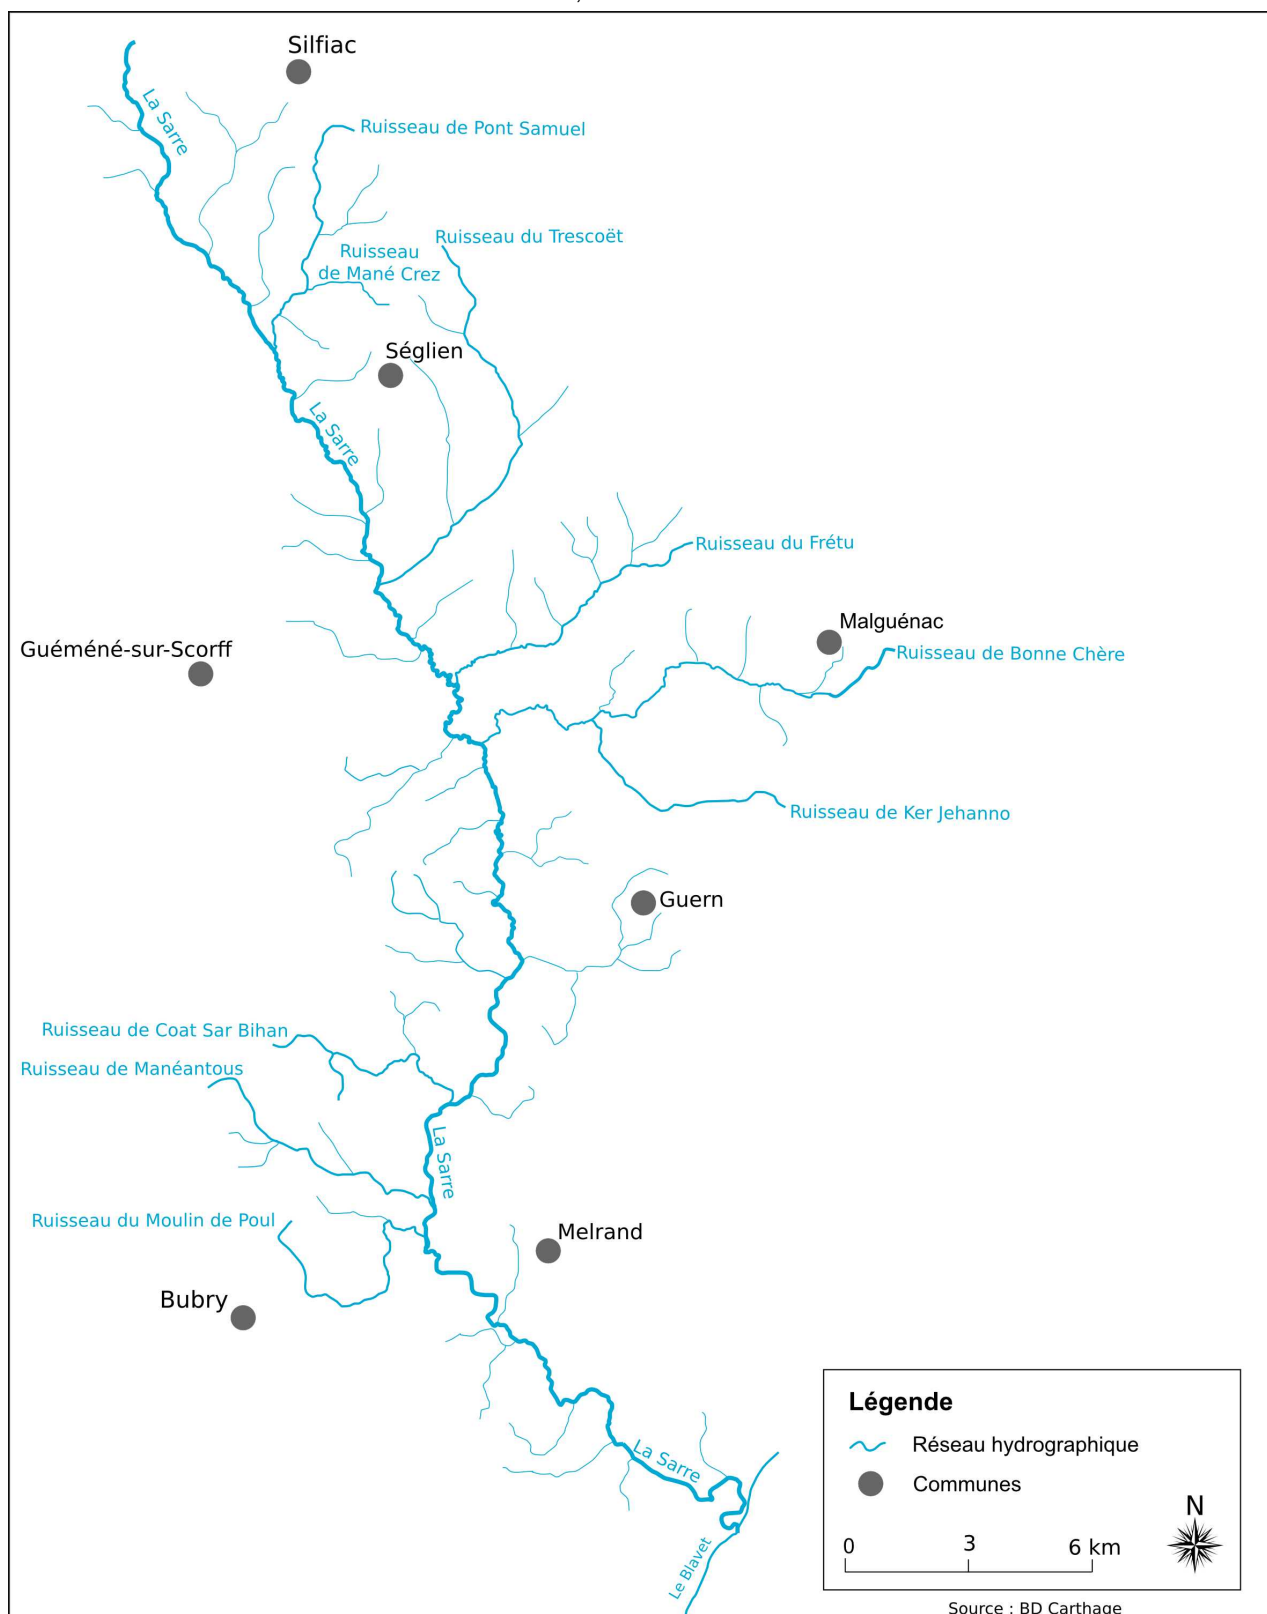 Silfiac
La Sarre
Ruisseau de Pont Samuel
Ruisseau du Trescoët
Ruisseau
de Mané Crez
Séglien
La Sarre
Ruisseau du Frétu
Malguénac
Guéméné-sur-Scorff
Ruisseau de Bonne Chère
Ruisseau de Ker Jehanno
Guern
Ruisseau de Coat Sar Bihan
Ruisseau de Manéantous
La Sarre
Ruisseau du Moulin de Poul
Melrand
Bubry
La Sarre
Le Blavet
Légende
Réseau hydrographique
Communes
N
0 3 6 km
Source : BD Carthage